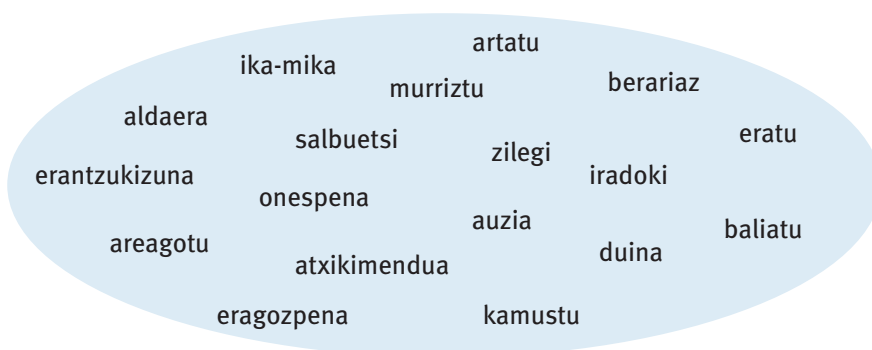 artatu
ika-mika
murriztu
berariaz
aldaera
salbuetsi
zilegi
eratu
erantzukizuna
onespena
iradoki
auzia
baliatu
areagotu
atxikimendua
duina
eragozpena
kamustu